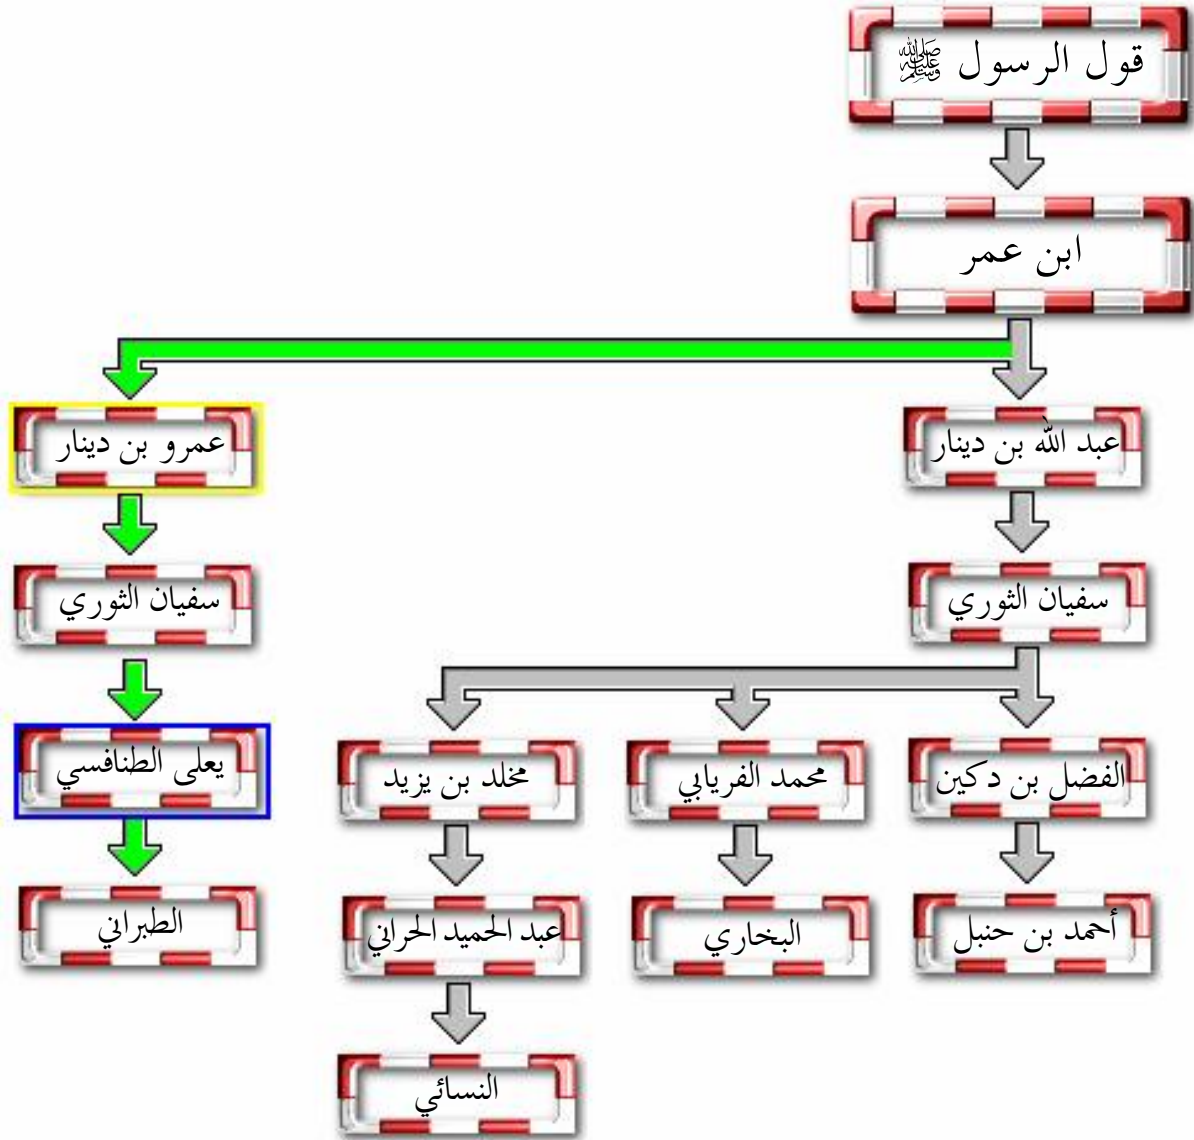 قول الرسول ﷺ
ابن عمر
عبد الله بن دينار
عمرو بن دينار
سفيان الثوري
سفيان الثوري
الفضل بن دكين
محمد الفريابي
مخلد بن يزيد
يعلى الطنافسي
أحمد بن حنبل
البخاري
عبد الحميد الحراني
الطبراني
النسائي